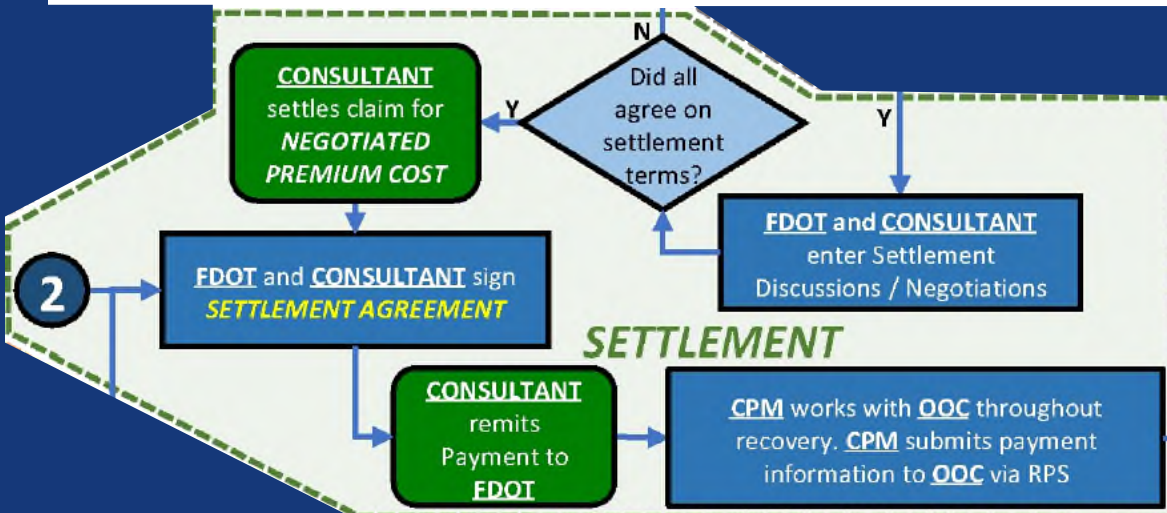 N
CONSULTANT
settles claim for
NEGOTIATED
PREMIUM COST
Y
Did all
agree on
settlement
terms?
Y
FDOT and CONSULTANT
enter Settlement
Discussions / Negotiations
2
FDOT and CONSULTANT sign
SETTLEMENT AGREEMENT
SETTLEMENT
CONSULTANT
remits
Payment to
FDOT
CPM works with OOC throughout
recovery. CPM submits payment
information to OOC via RPS